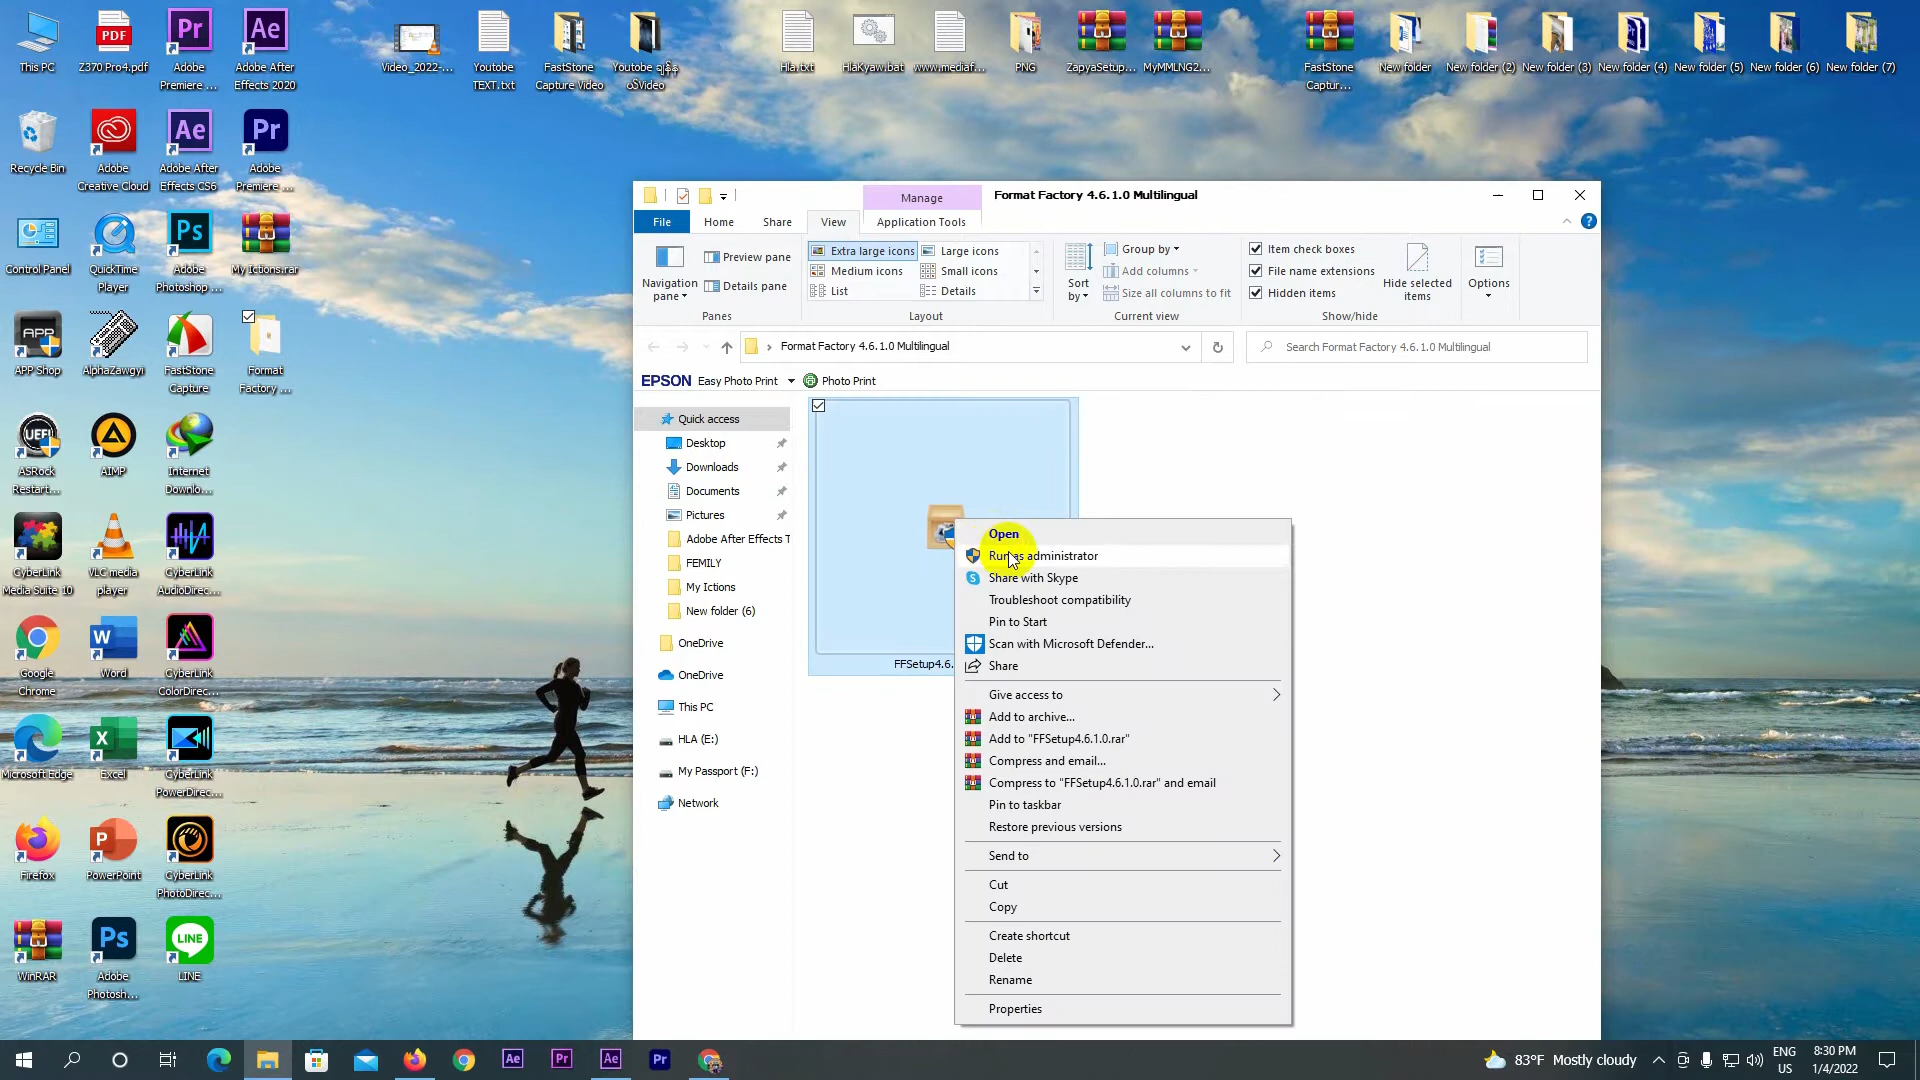 This PC
Z370 Pro4.pdf
Adobe
Premiere ...
Adobe After
Effects 2020
Video_2022-...
Youtube
TEXT.txt
FastStone
Capture Video
Youtube
Video
Hla.txt
HlaKyaw.bat
www.mediaf...
PNG
ZapyaSetup...
MyMMLNG2...
FastStone
Captur...
New folder
New folder (2)
New folder (3)
New folder (4)
New folder (5)
New folder (6)
New folder (7)
Recycle Bin
Adobe
Creative Cloud
Adobe After
Effects CS6
Adobe
Premiere ...
Control Panel
QuickTime
Player
Adobe
Photoshop ...
My Ictions.rar
APP Shop
AlphaZawgyi
FastStone
Capture
Format
Factory ...
ASRock
Restart...
AIMP
Internet
Downlo...
CyberLink
Media Suite 10
VLC media
player
CyberLink
AudioDirec...
Google
Chrome
Word
CyberLink
ColorDirec...
Microsoft Edge
Excel
CyberLink
PowerDirec...
Firefox
PowerPoint
CyberLink
PhotoDirec...
WinRAR
Adobe
Photosh...
LINE
Manage
Format Factory 4.6.1.0 Multilingual
File
Home
Share
View
Application Tools
Navigation
pane
Preview pane
Details pane
Panes
Extra large icons
Large icons
Medium icons
Small icons
List
Details
Layout
Sort
by
Group by
Add columns
Size all columns to fit
Current view
Item check boxes
File name extensions
Hidden items
Hide selected
items
Show/hide
Options
Format Factory 4.6.1.0 Multilingual
Search Format Factory 4.6.1.0 Multilingual
EPSON Easy Photo Print
Photo Print
Quick access
Desktop
Downloads
Documents
Pictures
Adobe After Effects T
FEMILY
My Ictions
New folder (6)
OneDrive
OneDrive
This PC
HLA (E:)
My Passport (F:)
Network
FFSetup4.6.
Open
Run as administrator
Share with Skype
Troubleshoot compatibility
Pin to Start
Scan with Microsoft Defender...
Share
Give access to
Add to archive...
Add to "FFSetup4.6.1.0.rar"
Compress and email...
Compress to "FFSetup4.6.1.0.rar" and email
Pin to taskbar
Restore previous versions
Send to
Cut
Copy
Create shortcut
Delete
Rename
Properties
83°F Mostly cloudy
ENG
US
8:30 PM
1/4/2022